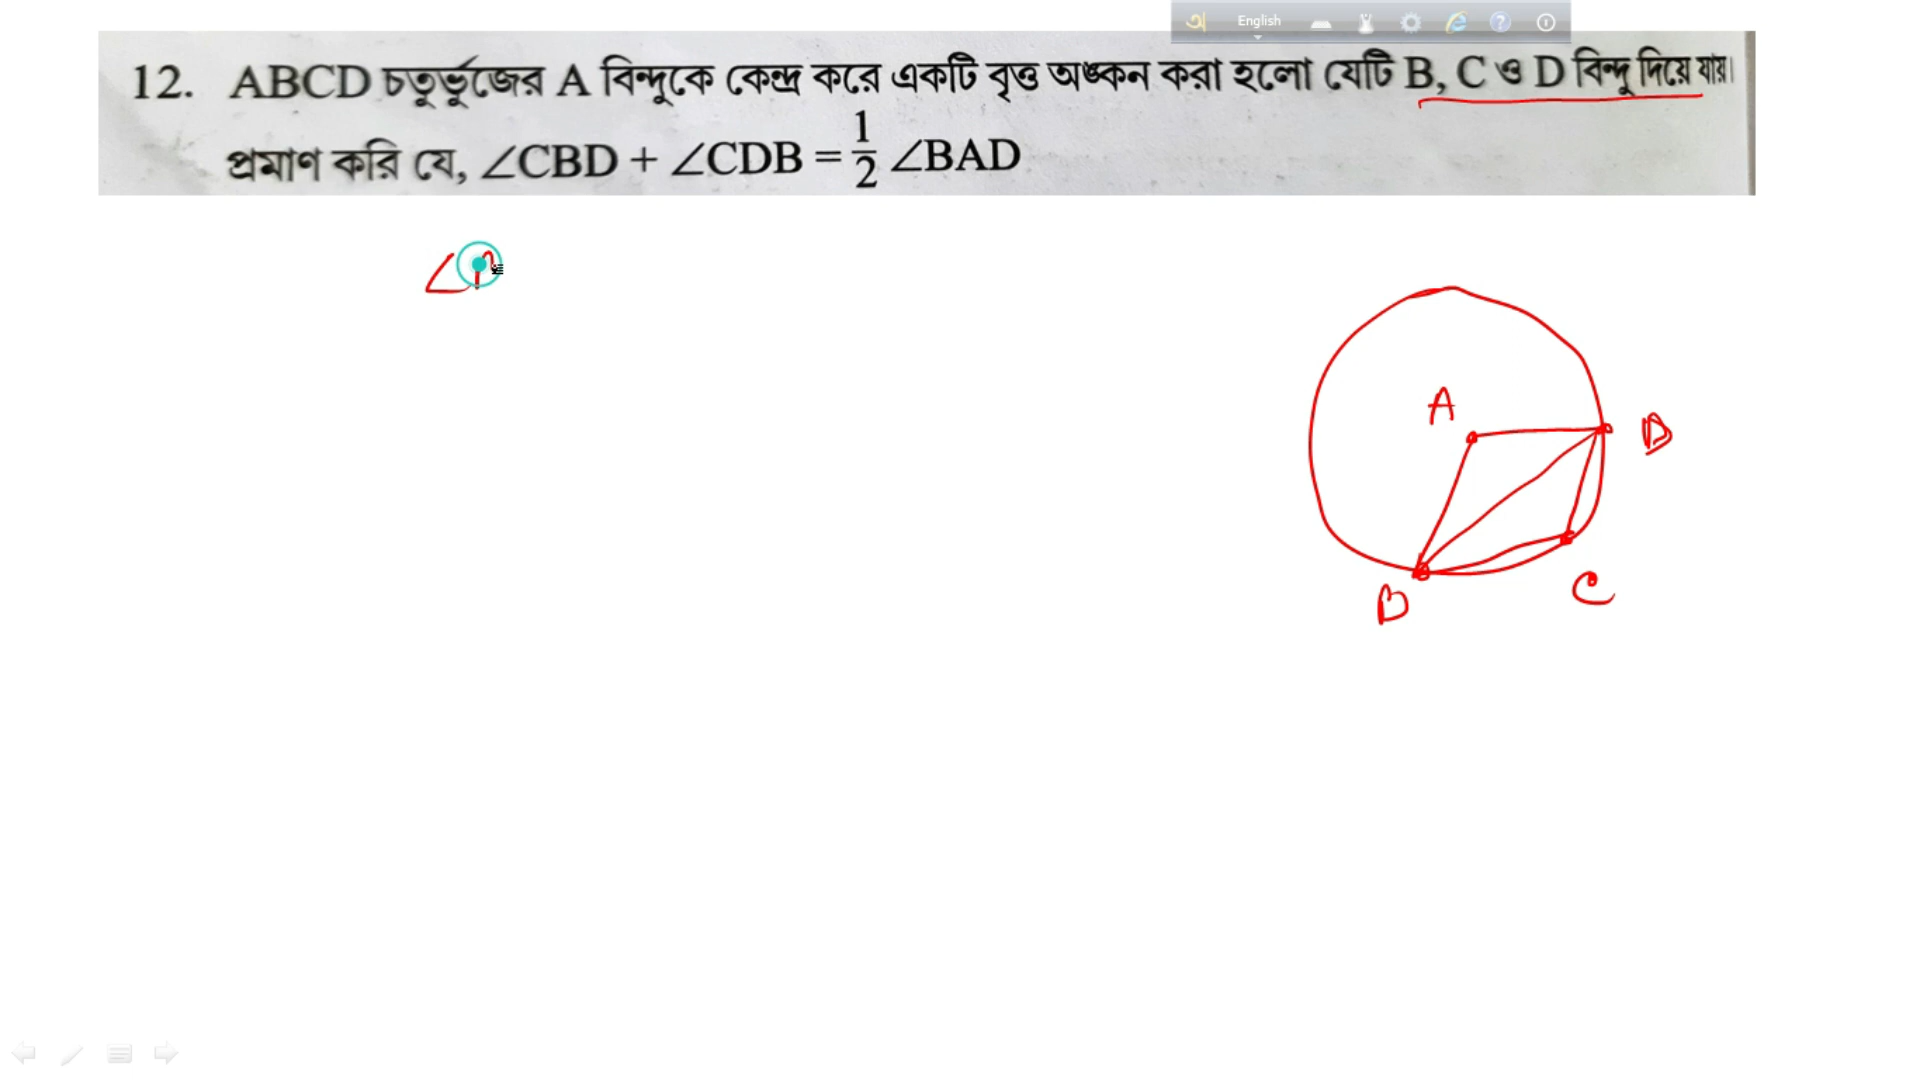 English
12. ABCD চতুর্ভুজের A বিন্দুকে কেন্দ্র করে একটি বৃত্ত অঙ্কন করা হলো যেটি B, C ও D বিন্দু দিয়ে যায়।
প্রমাণ করি যে, ∠CBD + ∠CDB = 1/2 ∠BAD
∠
A
D
B
C